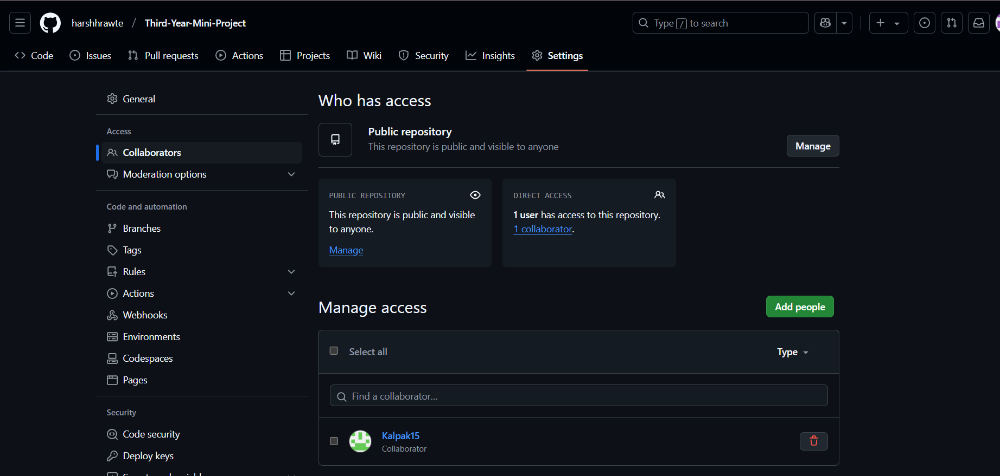 harshhrawte / Third-Year-Mini-Project
Type / to search
Code
Issues
Pull requests
Actions
Projects
Wiki
Security
Insights
Settings
General
Access
Collaborators
Moderation options
Code and automation
Branches
Tags
Rules
Actions
Webhooks
Environments
Codespaces
Pages
Security
Code security
Deploy keys
Who has access
Public repository
This repository is public and visible to anyone
Manage
PUBLIC REPOSITORY
This repository is public and visible
to anyone.
Manage
DIRECT ACCESS
1 user has access to this repository.
1 collaborator.
Manage access
Add people
Select all
Type
Find a collaborator...
Kalpak15
Collaborator